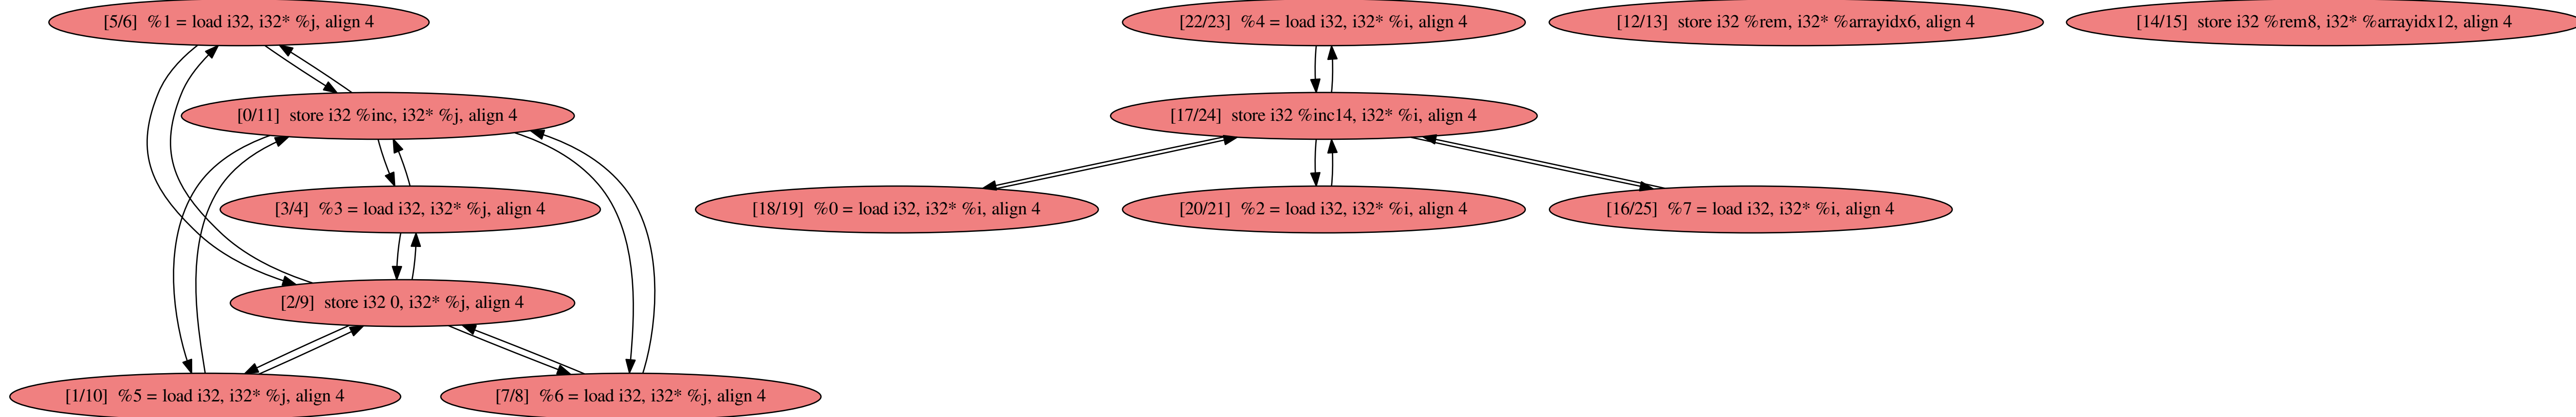 [5/6]  %1 = load i32, i32* %j, align 4
[22/23]  %4 = load i32, i32* %i, align 4
[12/13]  store i32 %rem, i32* %arrayidx6, align 4
[14/15]  store i32 %rem8, i32* %arrayidx12, align 4
[0/11]  store i32 %inc, i32* %j, align 4
[17/24]  store i32 %inc14, i32* %i, align 4
[3/4]  %3 = load i32, i32* %j, align 4
[18/19]  %0 = load i32, i32* %i, align 4
[20/21]  %2 = load i32, i32* %i, align 4
[16/25]  %7 = load i32, i32* %i, align 4
[2/9]  store i32 0, i32* %j, align 4
[1/10]  %5 = load i32, i32* %j, align 4
[7/8]  %6 = load i32, i32* %j, align 4